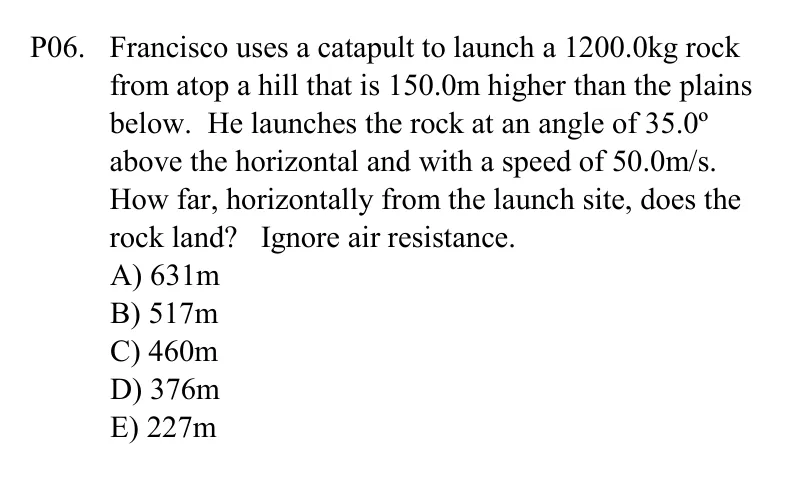 P06. Francisco uses a catapult to launch a 1200.0kg rock
from atop a hill that is 150.0m higher than the plains
below.  He launches the rock at an angle of 35.0º
above the horizontal and with a speed of 50.0m/s.
How far, horizontally from the launch site, does the
rock land?   Ignore air resistance.
A) 631m
B) 517m
C) 460m
D) 376m
E) 227m